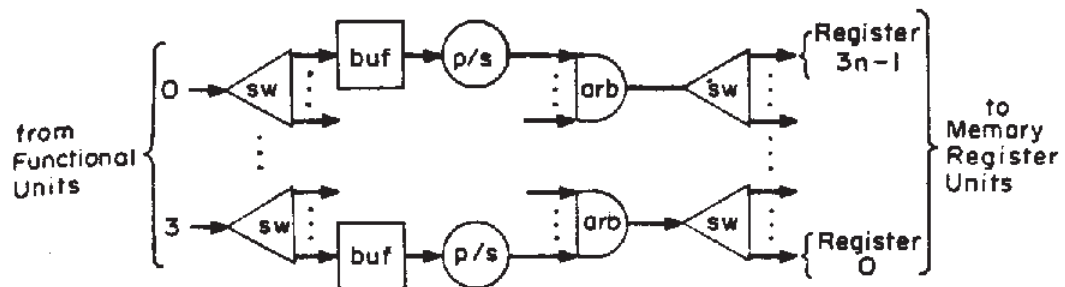 from
Functional
Units
0
sw
buf
p/s
arb
sw
Register
3n-1
to
Memory
Register
Units
3
sw
buf
p/s
arb
sw
Register
0